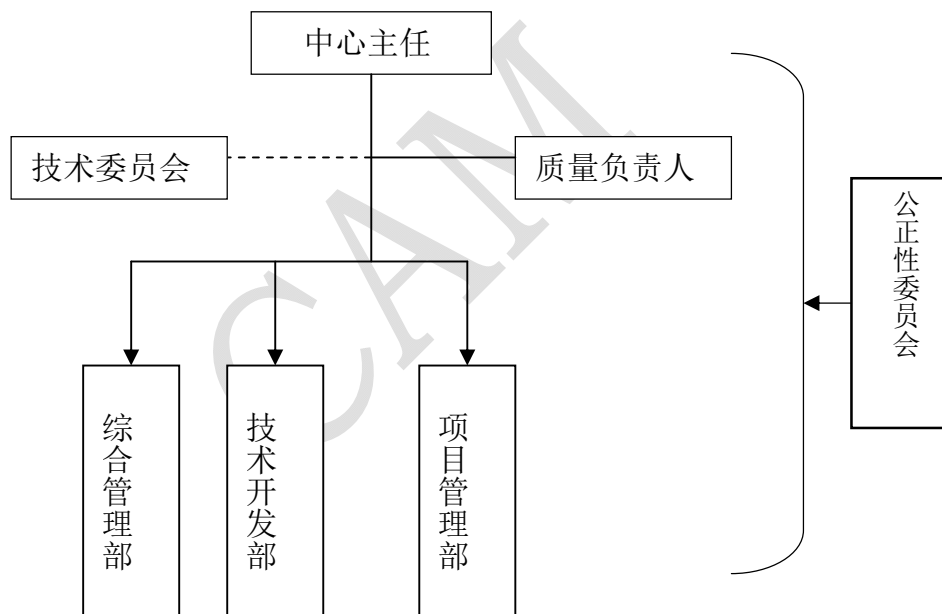 中心主任
技术委员会
质量负责人
公正性委员会
综合管理部
技术开发部
项目管理部
CAM